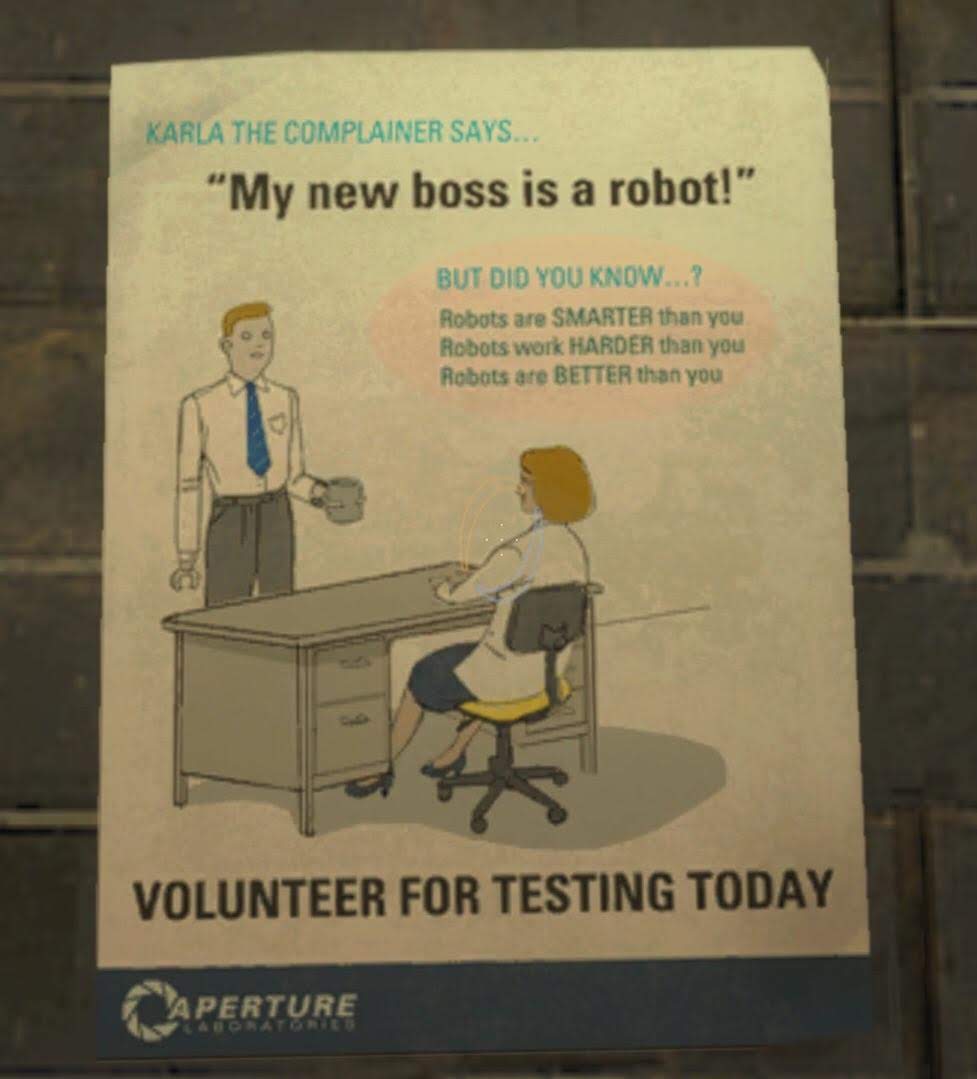 KARLA THE COMPLAINER SAYS...
"My new boss is a robot!"
BUT DID YOU KNOW...?
Robots are SMARTER than you
Robots work HARDER than you
Robots are BETTER than you
VOLUNTEER FOR TESTING TODAY
APERTURE
LABORATORIES